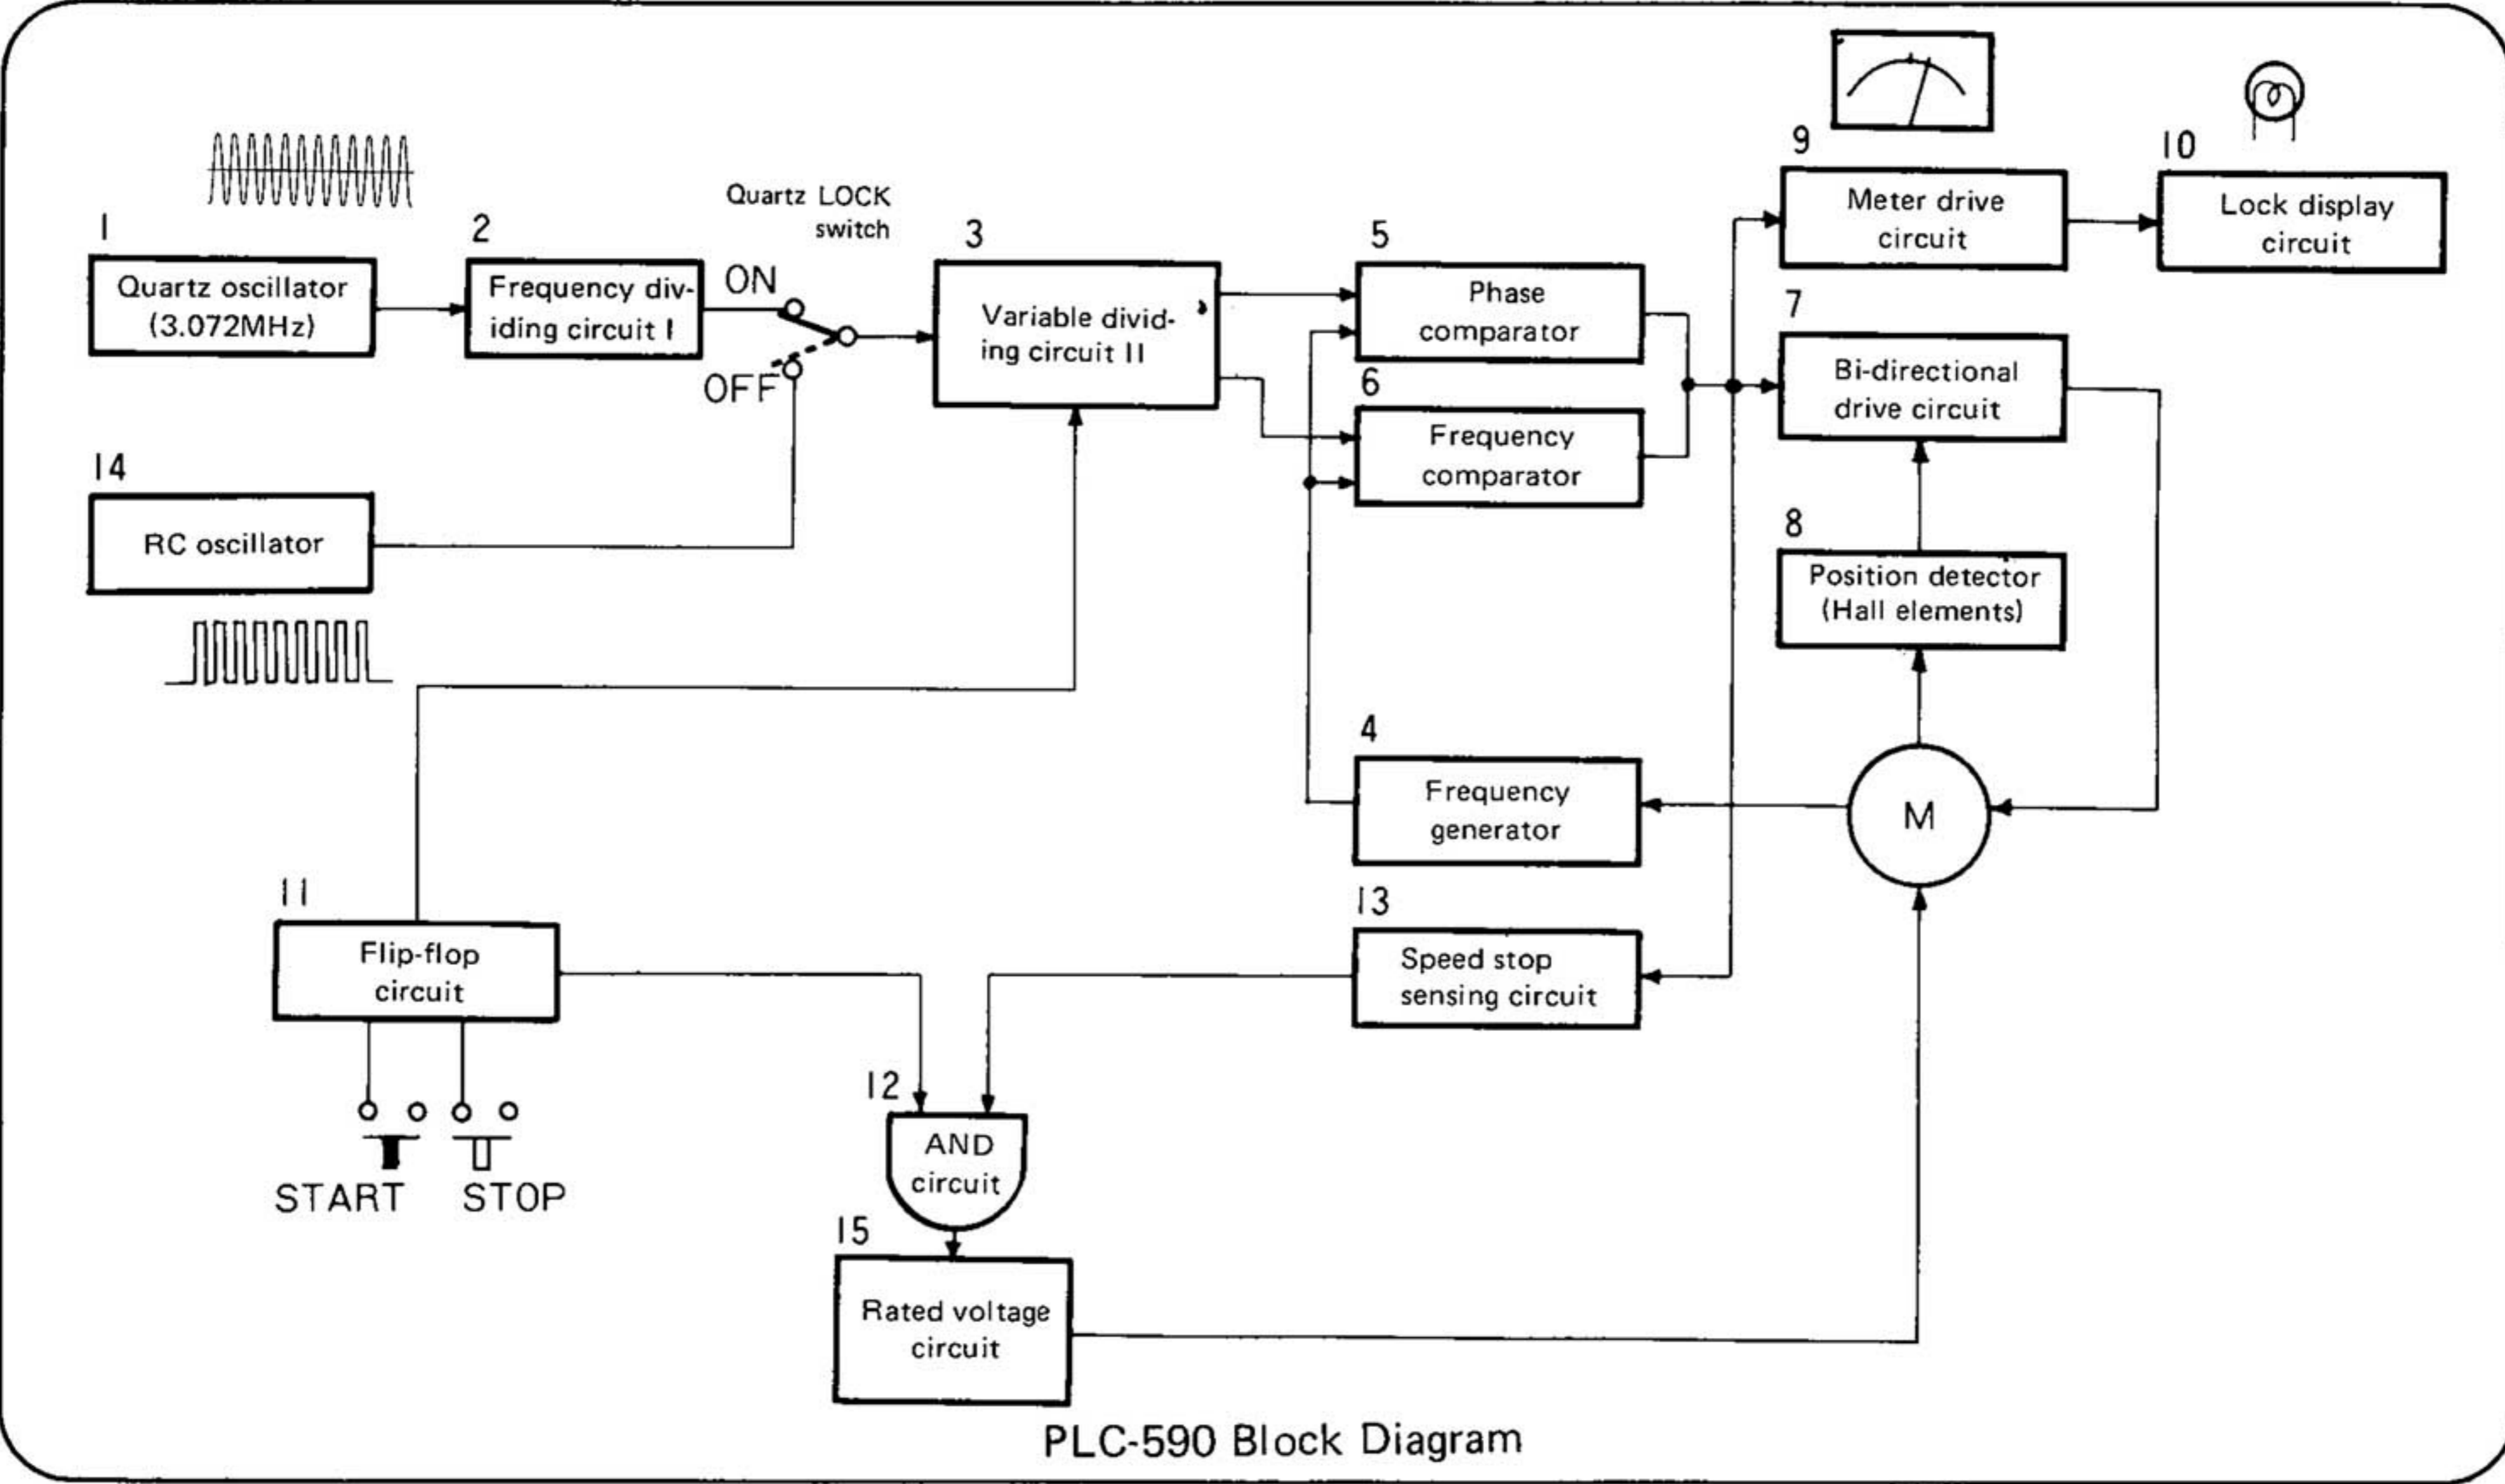 1
Quartz oscillator
(3.072MHz)
2
Frequency div-
iding circuit I
Quartz LOCK
switch
ON
OFF
3
Variable divid-
ing circuit II
5
Phase
comparator
6
Frequency
comparator
9
Meter drive
circuit
10
Lock display
circuit
7
Bi-directional
drive circuit
14
RC oscillator
8
Position detector
(Hall elements)
4
Frequency
generator
M
11
Flip-flop
circuit
13
Speed stop
sensing circuit
START
STOP
12
AND
circuit
15
Rated voltage
circuit
PLC-590 Block Diagram